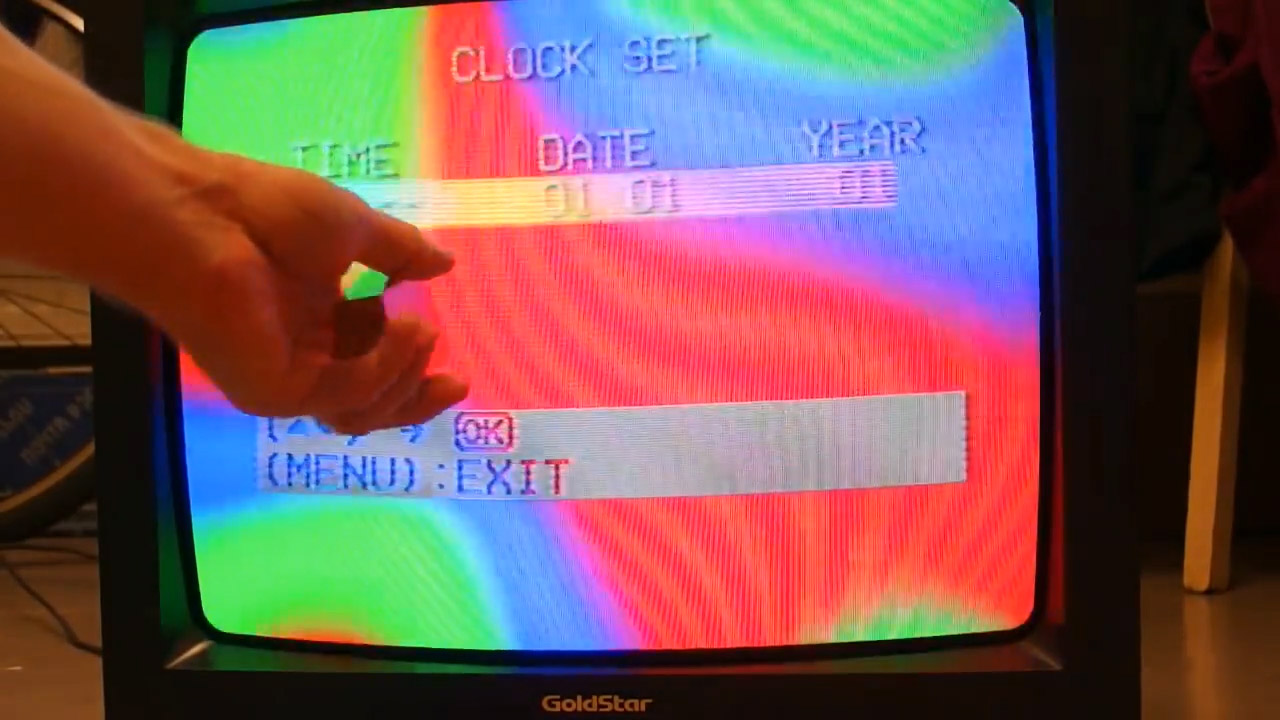 CLOCK SET
TIME DATE YEAR
01 01
OK
(MENU) :EXIT
GoldStar